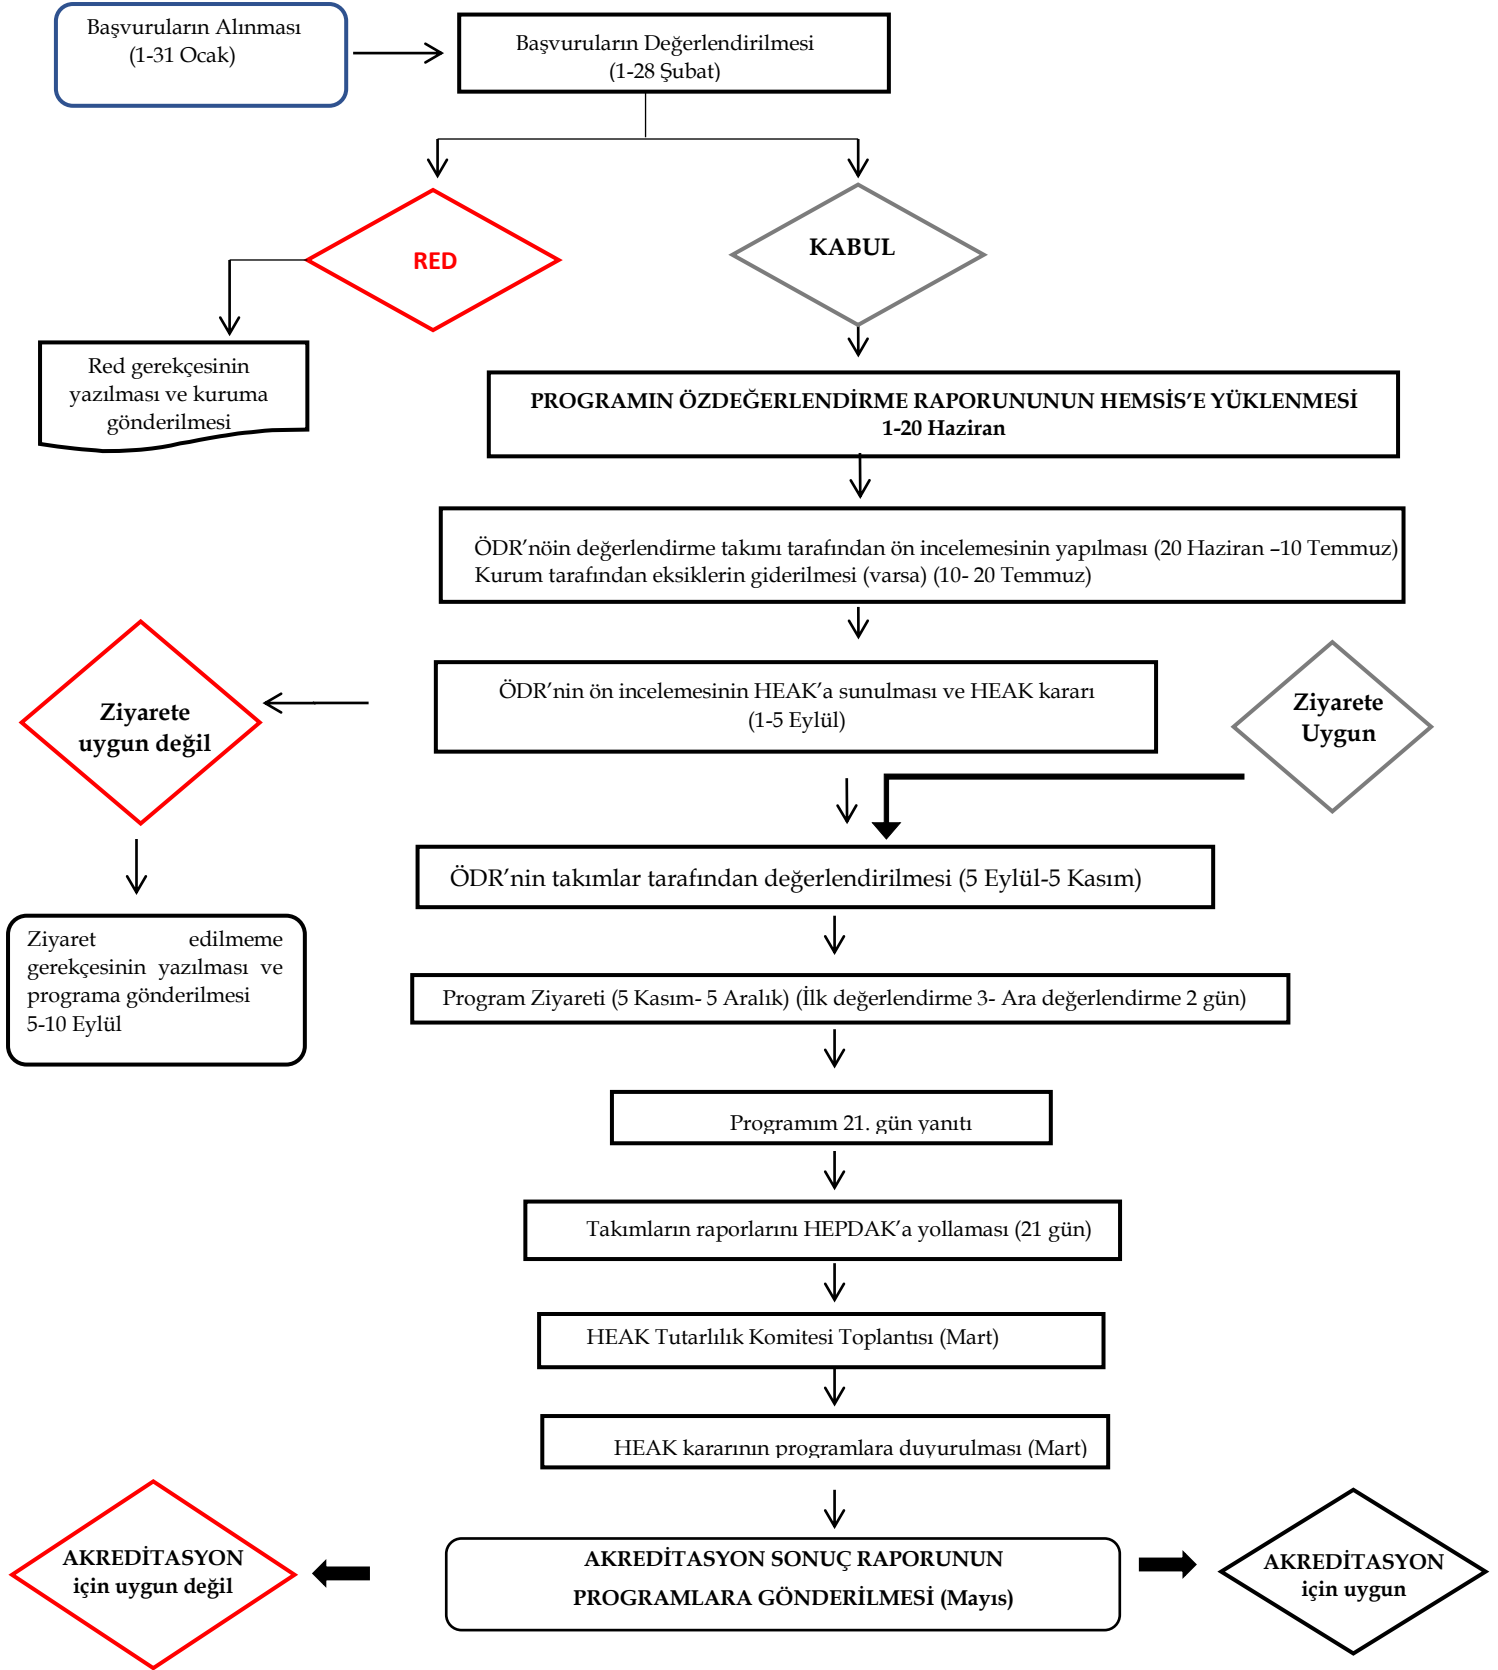 Başvuruların Alınması
(1-31 Ocak)
Başvuruların Değerlendirilmesi
(1-28 Şubat)
RED
KABUL
Red gerekçesinin
yazılması ve kuruma
gönderilmesi
PROGRAMIN ÖZDEĞERLENDİRME RAPORUNUNUN HEMSİS’E YÜKLENMESİ
1-20 Haziran
ÖDR’nöin değerlendirme takımı tarafından ön incelemesinin yapılması (20 Haziran –10 Temmuz)
Kurum tarafından eksiklerin giderilmesi (varsa) (10- 20 Temmuz)
Ziyarete
uygun değil
ÖDR’nin ön incelemesinin HEAK’a sunulması ve HEAK kararı
(1-5 Eylül)
Ziyarete
Uygun
ÖDR’nin takımlar tarafından değerlendirilmesi (5 Eylül-5 Kasım)
Ziyaret edilmeme
gerekçesinin yazılması ve
programa gönderilmesi
5-10 Eylül
Program Ziyareti (5 Kasım- 5 Aralık) (İlk değerlendirme 3- Ara değerlendirme 2 gün)
Programım 21. gün yanıtı
Takımların raporlarını HEPDAK’a yollaması (21 gün)
HEAK Tutarlılık Komitesi Toplantısı (Mart)
HEAK kararının programlara duyurulması (Mart)
AKREDİTASYON
için uygun değil
AKREDİTASYON SONUÇ RAPORUNUN
PROGRAMLARA GÖNDERİLMESİ (Mayıs)
AKREDİTASYON
için uygun